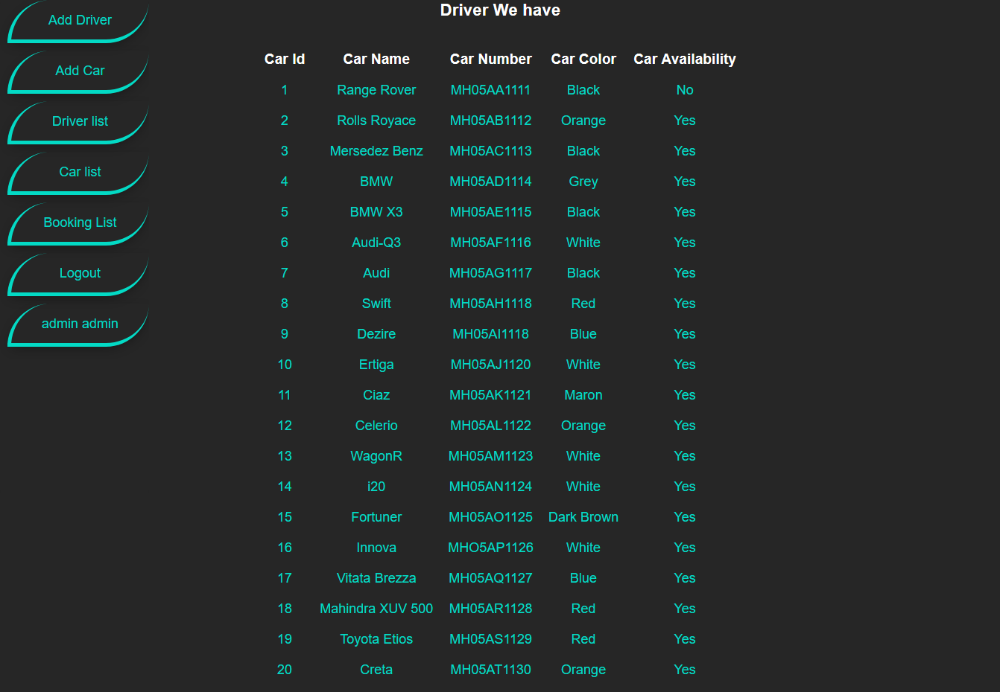 Add Driver
Add Car
Driver list
Car list
Booking List
Logout
admin admin
Driver We have
Car Id Car Name Car Number Car Color Car Availability
1 Range Rover MH05AA1111 Black No
2 Rolls Royace MH05AB1112 Orange Yes
3 Mersedez Benz MH05AC1113 Black Yes
4 BMW MH05AD1114 Grey Yes
5 BMW X3 MH05AE1115 Black Yes
6 Audi-Q3 MH05AF1116 White Yes
7 Audi MH05AG1117 Black Yes
8 Swift MH05AH1118 Red Yes
9 Dezire MH05AI1118 Blue Yes
10 Ertiga MH05AJ1120 White Yes
11 Ciaz MH05AK1121 Maron Yes
12 Celerio MH05AL1122 Orange Yes
13 WagonR MH05AM1123 White Yes
14 i20 MH05AN1124 White Yes
15 Fortuner MH05AO1125 Dark Brown Yes
16 Innova MHO5AP1126 White Yes
17 Vitata Brezza MH05AQ1127 Blue Yes
18 Mahindra XUV 500 MH05AR1128 Red Yes
19 Toyota Etios MH05AS1129 Red Yes
20 Creta MH05AT1130 Orange Yes